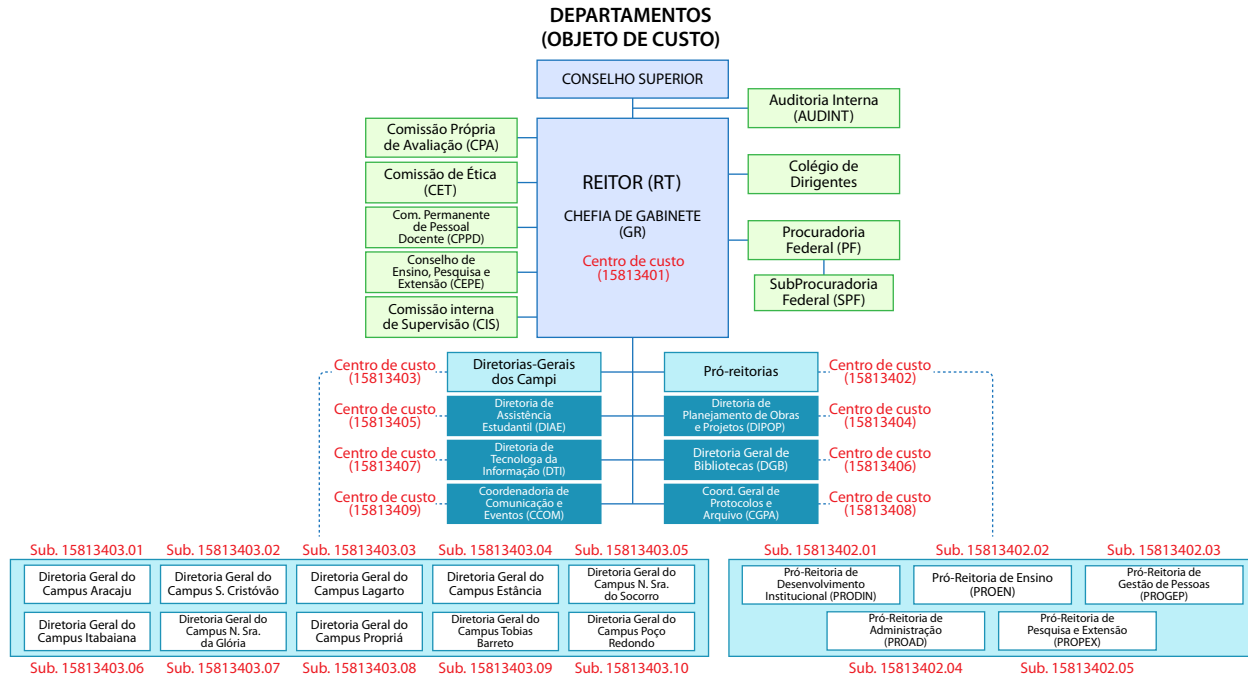 DEPARTAMENTOS
(OBJETO DE CUSTO)
CONSELHO SUPERIOR
Auditoria Interna
(AUDINT)
Comissão Própria
de Avaliação (CPA)
Comissão de Ética
(CET)
Com. Permanente
de Pessoal
Docente (CPPD)
Conselho de
Ensino, Pesquisa e
Extensão (CEPE)
Comissão interna
de Supervisão (CIS)
REITOR (RT)
CHEFIA DE GABINETE
(GR)
Centro de custo
(15813401)
Colégio de
Dirigentes
Procuradoria
Federal (PF)
SubProcuradoria
Federal (SPF)
Centro de custo
(15813403)
Diretorias-Gerais
dos Campi
Pró-reitorias
Centro de custo
(15813402)
Centro de custo
(15813405)
Diretoria de
Assistência
Estudantil (DIAE)
Diretoria de
Planejamento de Obras
e Projetos (DIPOP)
Centro de custo
(15813404)
Centro de custo
(15813407)
Diretoria de
Tecnologa da
Informação (DTI)
Diretoria Geral de
Bibliotecas (DGB)
Centro de custo
(15813406)
Centro de custo
(15813409)
Coordenadoria de
Comunicação e
Eventos (CCOM)
Coord. Geral de
Protocolos e
Arquivo (CGPA)
Centro de custo
(15813408)
Sub. 15813403.01
Sub. 15813403.02
Sub. 15813403.03
Sub. 15813403.04
Sub. 15813403.05
Diretoria Geral do
Campus Aracaju
Diretoria Geral do
Campus S. Cristóvão
Diretoria Geral do
Campus Lagarto
Diretoria Geral do
Campus Estância
Diretoria Geral do
Campus N. Sra.
do Socorro
Diretoria Geral do
Campus Itabaiana
Diretoria Geral do
Campus N. Sra.
da Glória
Diretoria Geral do
Campus Propriá
Diretoria Geral do
Campus Tobias
Barreto
Diretoria Geral do
Campus Poço
Redondo
Sub. 15813403.06
Sub. 15813403.07
Sub. 15813403.08
Sub. 15813403.09
Sub. 15813403.10
Sub. 15813402.01
Sub. 15813402.02
Sub. 15813402.03
Pró-Reitoria de
Desenvolvimento
Institucional (PRODIN)
Pró-Reitoria de Ensino
(PROEN)
Pró-Reitoria de
Gestão de Pessoas
(PROGEP)
Pró-Reitoria de
Administração
(PROAD)
Pró-Reitoria de
Pesquisa e Extensão
(PROPEX)
Sub. 15813402.04
Sub. 15813402.05